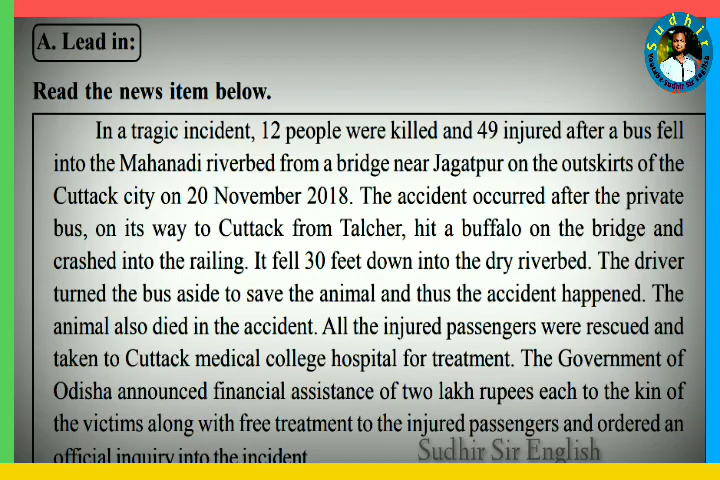 A. Lead in:
Sudhir
Youtube Sudhir Sir English
Read the news item below.
In a tragic incident, 12 people were killed and 49 injured after a bus fell
into the Mahanadi riverbed from a bridge near Jagatpur on the outskirts of the
Cuttack city on 20 November 2018. The accident occurred after the private
bus, on its way to Cuttack from Talcher, hit a buffalo on the bridge and
crashed into the railing. It fell 30 feet down into the dry riverbed. The driver
turned the bus aside to save the animal and thus the accident happened. The
animal also died in the accident. All the injured passengers were rescued and
taken to Cuttack medical college hospital for treatment. The Government of
Odisha announced financial assistance of two lakh rupees each to the kin of
the victims along with free treatment to the injured passengers and ordered an
official inquiry into the incident
Sudhir Sir English